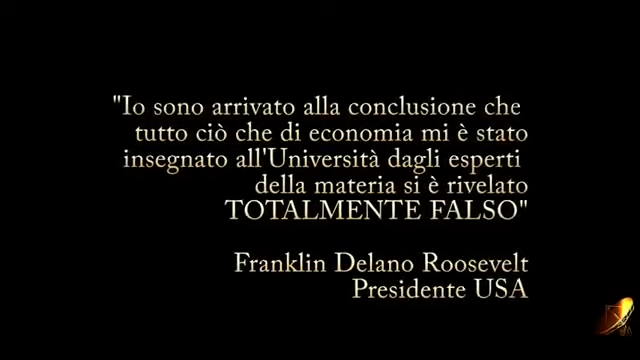 "Io sono arrivato alla conclusione che
tutto ciò che di economia mi è stato
insegnato all'Università dagli esperti
della materia si è rivelato
TOTALMENTE FALSO"
Franklin Delano Roosevelt
Presidente USA